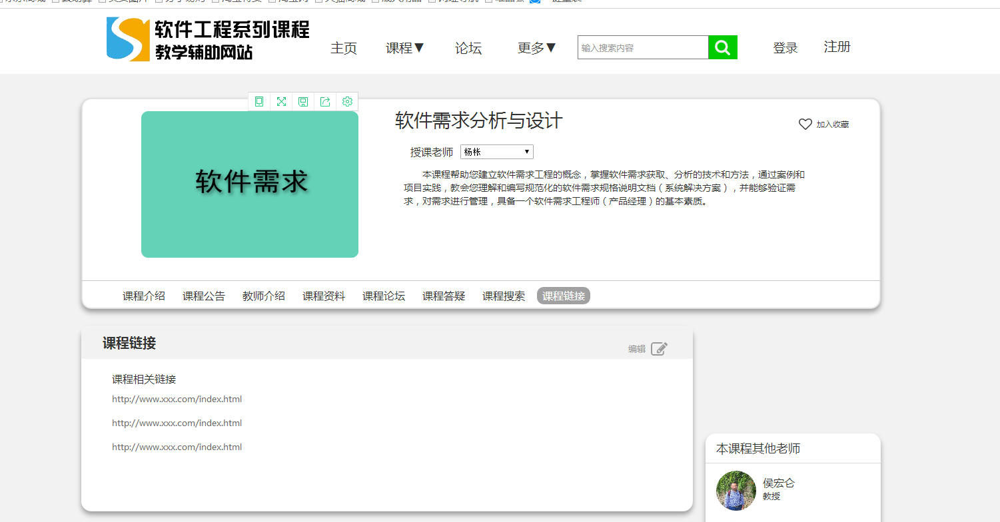 软件工程系列课程
教学辅助网站
主页
课程▼
论坛
更多▼
输入搜索内容
登录
注册
软件需求
软件需求分析与设计
加入收藏
授课老师
杨枨
本课程帮助您建立软件需求工程的概念，掌握软件需求获取、分析的技术和方法，通过案例和
项目实践，教会您理解和编写规范化的软件需求规格说明文档（系统解决方案），并能够验证需
求，对需求进行管理，具备一个软件需求工程师（产品经理）的基本素质。
课程介绍
课程公告
教师介绍
课程资料
课程论坛
课程答疑
课程搜索
课程链接
课程链接
编辑
课程相关链接
http://www.xxx.com/index.html
http://www.xxx.com/index.html
http://www.xxx.com/index.html
本课程其他老师
侯宏仑
教授